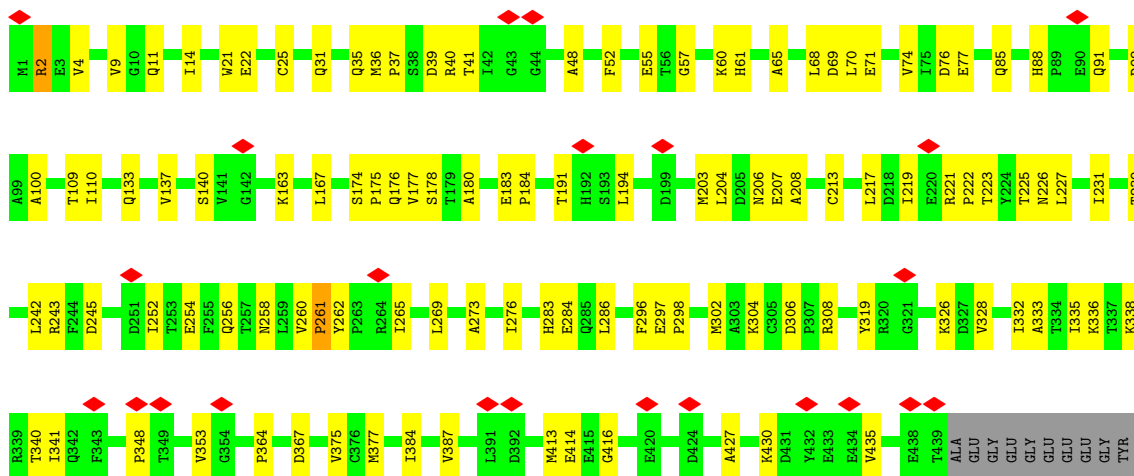 M1 R2 E3 V4 V9 G10 Q11 I14 W21 E22 C25 Q31 Q35 M36 P37 S38 D39 R40 T41 I42 G43 G44 A48 F52 E55 T56 G57 K60 H61 A65 L68 D69 L70 E71 V74 I75 D76 E77 Q85 H88 P89 E90 Q91
A99 A100 T109 I110 Q133 V137 S140 V141 G142 K163 L167 S174 P175 Q176 V177 S178 T179 A180 E183 P184 T191 H192 S193 L194 D199 M203 L204 D205 N206 E207 A208 C213 L217 D218 I219 E220 R221 P222 T223 Y224 T225 N226 L227 I231
L242 R243 F244 D245 D251 I252 T253 E254 F255 Q256 T257 N258 L259 V260 P261 Y262 P263 R264 I265 L269 A273 I276 H283 E284 Q285 L286 F296 E297 P298 M302 A303 K304 C305 D306 P307 R308 Y319 R320 G321 K326 D327 V328 I332 A333 T334 I335 K336 T337 K338
R339 T340 I341 Q342 F343 P348 T349 V353 G354 P364 D367 V375 C376 M377 I384 V387 L391 D392 M413 E414 E415 G416 E420 D424 A427 K430 D431 Y432 E433 E434 V435 E438 T439 ALA GLU GLY GLU GLY GLU GLU GLU GLY TYR